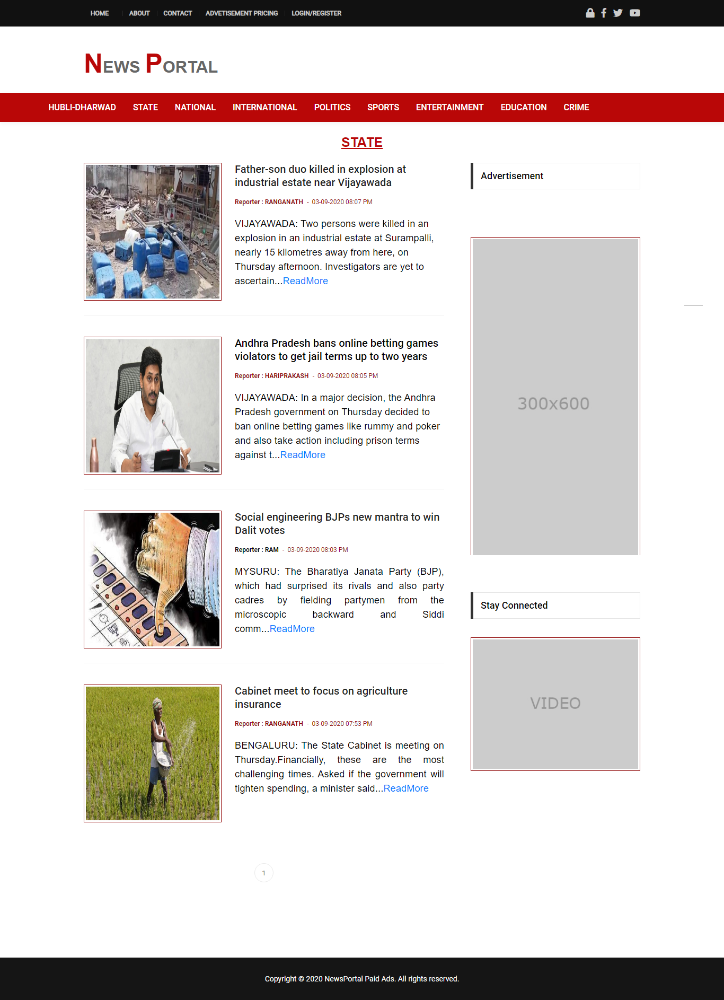 HOME
ABOUT
CONTACT
ADVETISEMENT PRICING
LOGIN/REGISTER
NEWS PORTAL
HUBLI-DHARWAD
STATE
NATIONAL
INTERNATIONAL
POLITICS
SPORTS
ENTERTAINMENT
EDUCATION
CRIME
STATE
Father-son duo killed in explosion at
industrial estate near Vijayawada
Reporter : RANGANATH - 03-09-2020 08:07 PM
VIJAYAWADA: Two persons were killed in an
explosion in an industrial estate at Surampalli,
nearly 15 kilometres away from here, on
Thursday afternoon. Investigators are yet to
ascertain...ReadMore
Andhra Pradesh bans online betting games
violators to get jail terms up to two years
Reporter : HARIPRAKASH - 03-09-2020 08:05 PM
VIJAYAWADA: In a major decision, the Andhra
Pradesh government on Thursday decided to
ban online betting games like rummy and poker
and also take action including prison terms
against t...ReadMore
Social engineering BJPs new mantra to win
Dalit votes
Reporter : RAM - 03-09-2020 08:03 PM
MYSURU: The Bharatiya Janata Party (BJP),
which had surprised its rivals and also party
cadres by fielding partymen from the
microscopic backward and Siddi
comm...ReadMore
Cabinet meet to focus on agriculture
insurance
Reporter : RANGANATH - 03-09-2020 07:53 PM
BENGALURU: The State Cabinet is meeting on
Thursday.Financially, these are the most
challenging times. Asked if the government will
tighten spending, a minister said...ReadMore
1
Advertisement
300x600
Stay Connected
VIDEO
Copyright © 2020 NewsPortal Paid Ads. All rights reserved.